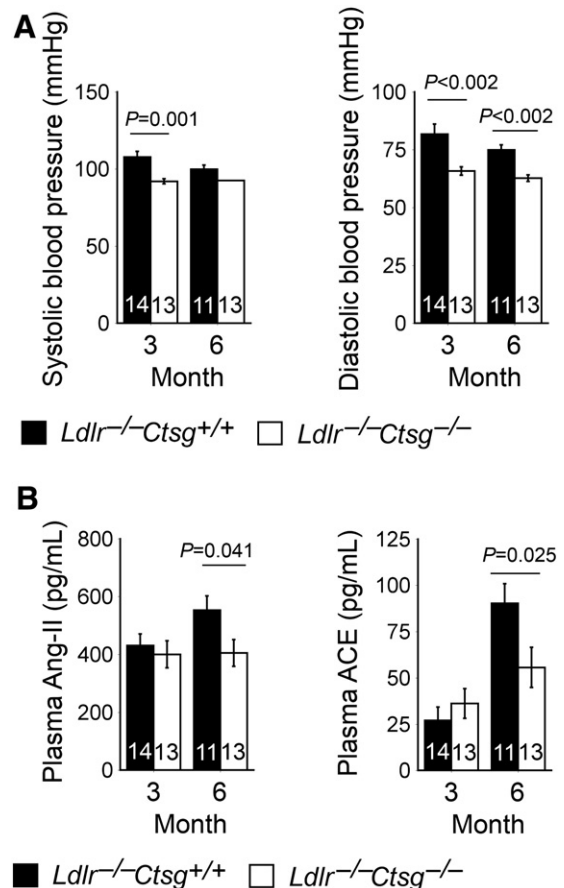 A
Systolic blood pressure (mmHg)
150
100
50
0
P=0.001
14 13 11 13
3 6
Month
Diastolic blood pressure (mmHg)
100
75
50
25
0
P<0.002
P<0.002
14 13 11 13
3 6
Month
Ldlr−/−Ctsg+/+ Ldlr−/−Ctsg−/−
B
Plasma Ang-II (pg/mL)
800
600
400
200
0
P=0.041
14 13 11 13
3 6
Month
Plasma ACE (pg/mL)
125
100
75
50
25
0
P=0.025
14 13 11 13
3 6
Month
Ldlr−/−Ctsg+/+ Ldlr−/−Ctsg−/−